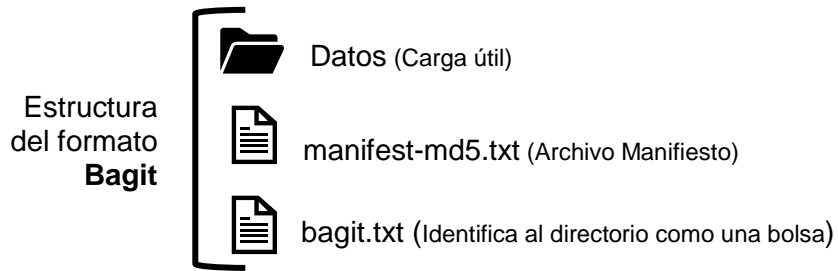 Estructura
del formato
Bagit
Datos (Carga útil)
manifest-md5.txt (Archivo Manifiesto)
bagit.txt (Identifica al directorio como una bolsa)